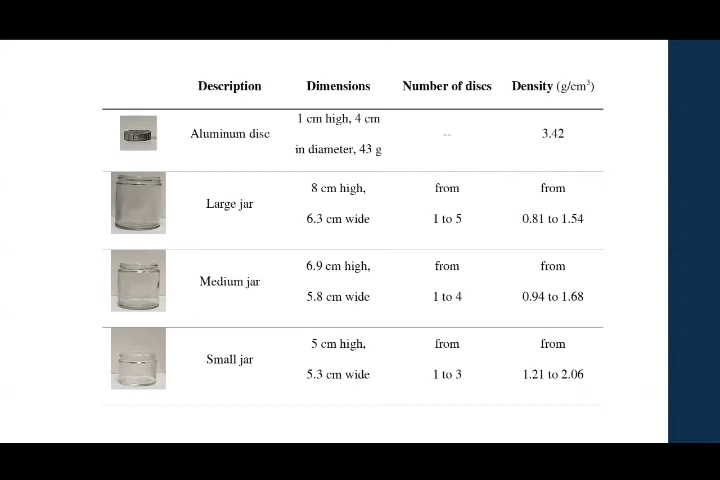 Description Dimensions Number of discs Density (g/cm³)
Aluminum disc
1 cm high, 4 cm
in diameter, 43 g
--
3.42
Large jar
8 cm high,
6.3 cm wide
from
1 to 5
from
0.81 to 1.54
Medium jar
6.9 cm high,
5.8 cm wide
from
1 to 4
from
0.94 to 1.68
Small jar
5 cm high,
5.3 cm wide
from
1 to 3
from
1.21 to 2.06